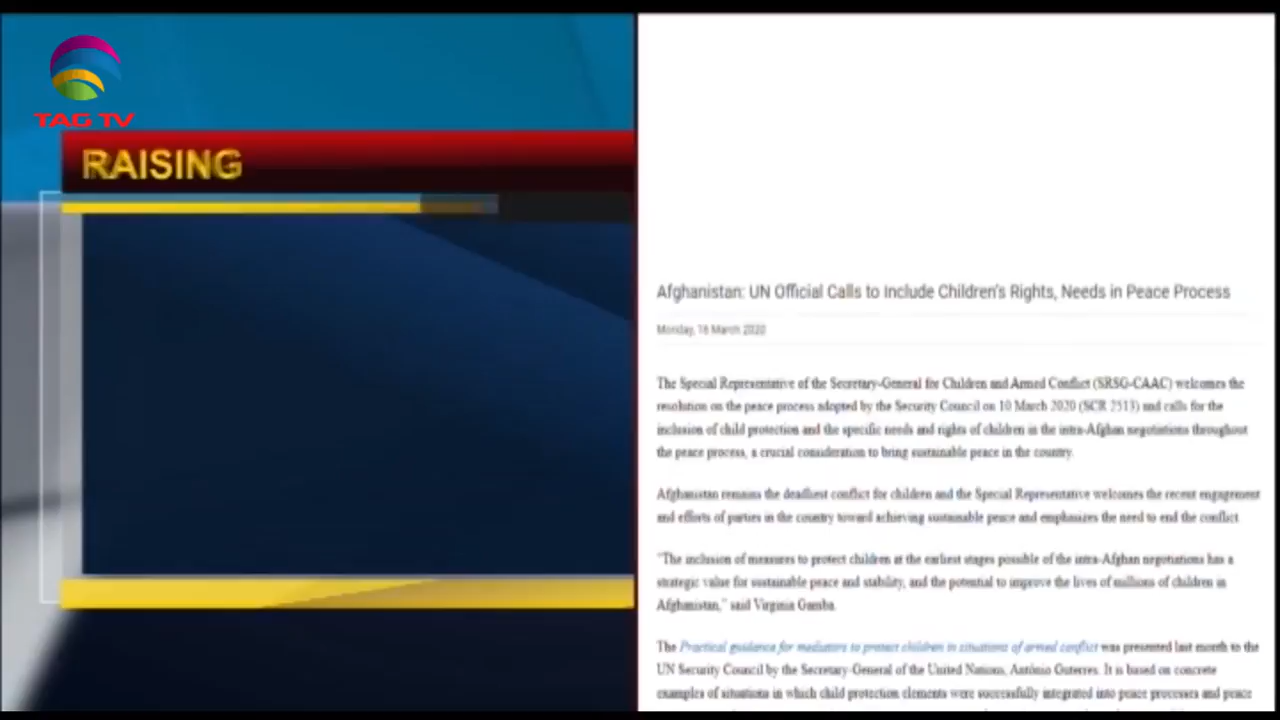 TAG TV
RAISING
Afghanistan: UN Official Calls to Include Children's Rights, Needs in Peace Process
Monday, 16 March 2020
The Special Representative of the Secretary-General for Children and Armed Conflict (SRSG-CAAC) welcomes the
resolution on the peace process adopted by the Security Council on 10 March 2020 (SCR 2513) and calls for the
inclusion of child protection and the specific needs and rights of children in the intra-Afghan negotiations throughout
the peace process, a crucial consideration to bring sustainable peace in the country.
Afghanistan remains the deadliest conflict for children and the Special Representative welcomes the recent engagement
and efforts of parties in the country toward achieving sustainable peace and emphasizes the need to end the conflict.
"The inclusion of measures to protect children at the earliest stages possible of the intra-Afghan negotiations has a
strategic value for sustainable peace and stability, and the potential to improve the lives of millions of children in
Afghanistan," said Virginia Gamba.
The Practical guidance for mediators to protect children in situations of armed conflict was presented last month to the
UN Security Council by the Secretary-General of the United Nations, António Guterres. It is based on concrete
examples of situations in which child protection elements were successfully integrated into peace processes and peace